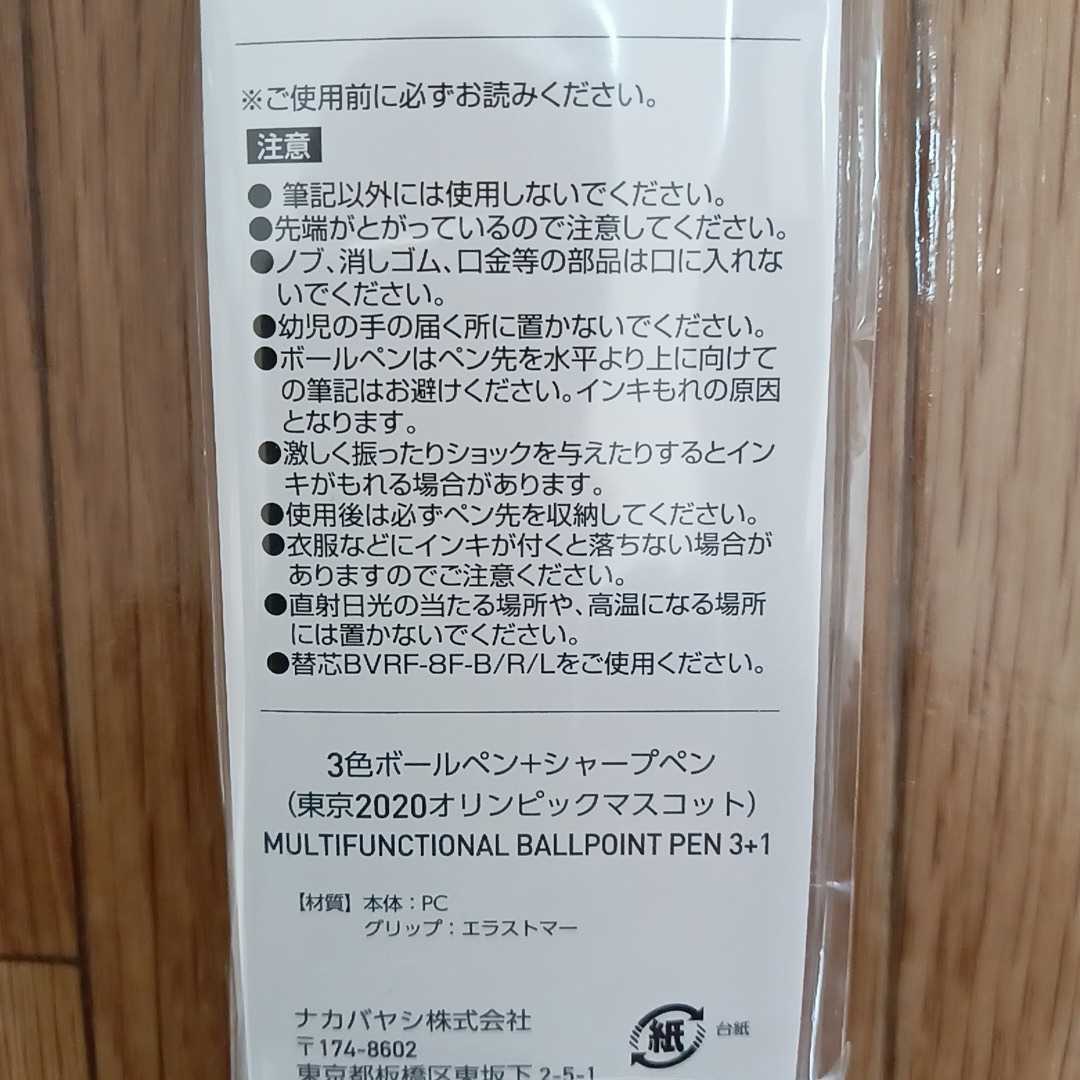 ※ご使用前に必ずお読みください。
注意
● 筆記以外には使用しないでください。
●先端がとがっているので注意してください。
●ノブ、消しゴム、口金等の部品は口に入れな
いでください。
●幼児の手の届く所に置かないでください。
●ボールペンはペン先を水平より上に向けて
の筆記はお避けください。インキもれの原因
となります。
●激しく振ったりショックを与えたりするとイン
キがもれる場合があります。
●使用後は必ずペン先を収納してください。
●衣服などにインキが付くと落ちない場合が
ありますのでご注意ください。
●直射日光の当たる場所や、高温になる場所
には置かないでください。
●替芯BVRF-8F-B/R/Lをご使用ください。
3色ボールペン+シャープペン
(東京2020オリンピックマスコット)
MULTIFUNCTIONAL BALLPOINT PEN 3+1
【材質】本体：PC
グリップ：エラストマー
ナカバヤシ株式会社
〒174-8602
東京都板橋区東坂下 2-5-1
紙 台紙